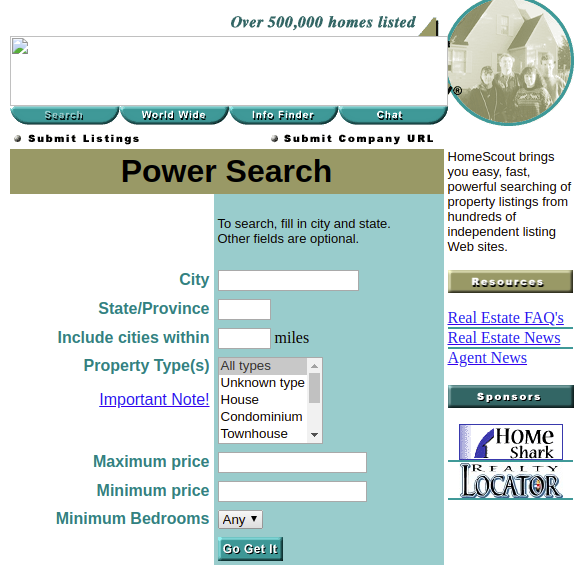 Over 500,000 homes listed
®
Search World Wide Info Finder Chat
Submit Listings Submit Company URL
Power Search
To search, fill in city and state.
Other fields are optional.
City
State/Province
Include cities within miles
Property Type(s) All types
Unknown type
Important Note! House
Condominium
Townhouse
Maximum price
Minimum price
Minimum Bedrooms Any
Go Get It
HomeScout brings
you easy, fast,
powerful searching of
property listings from
hundreds of
independent listing
Web sites.
Resources
Real Estate FAQ's
Real Estate News
Agent News
Sponsors
HOME
Shark
REALTY
LOCATOR